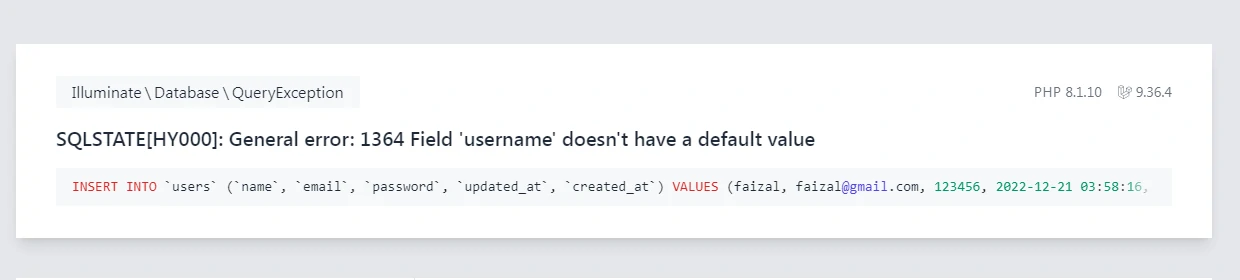 Illuminate \ Database \ QueryException
PHP 8.1.10 9.36.4
SQLSTATE[HY000]: General error: 1364 Field 'username' doesn't have a default value
INSERT INTO `users` (`name`, `email`, `password`, `updated_at`, `created_at`) VALUES (faizal, faizal@gmail.com, 123456, 2022-12-21 03:58:16,